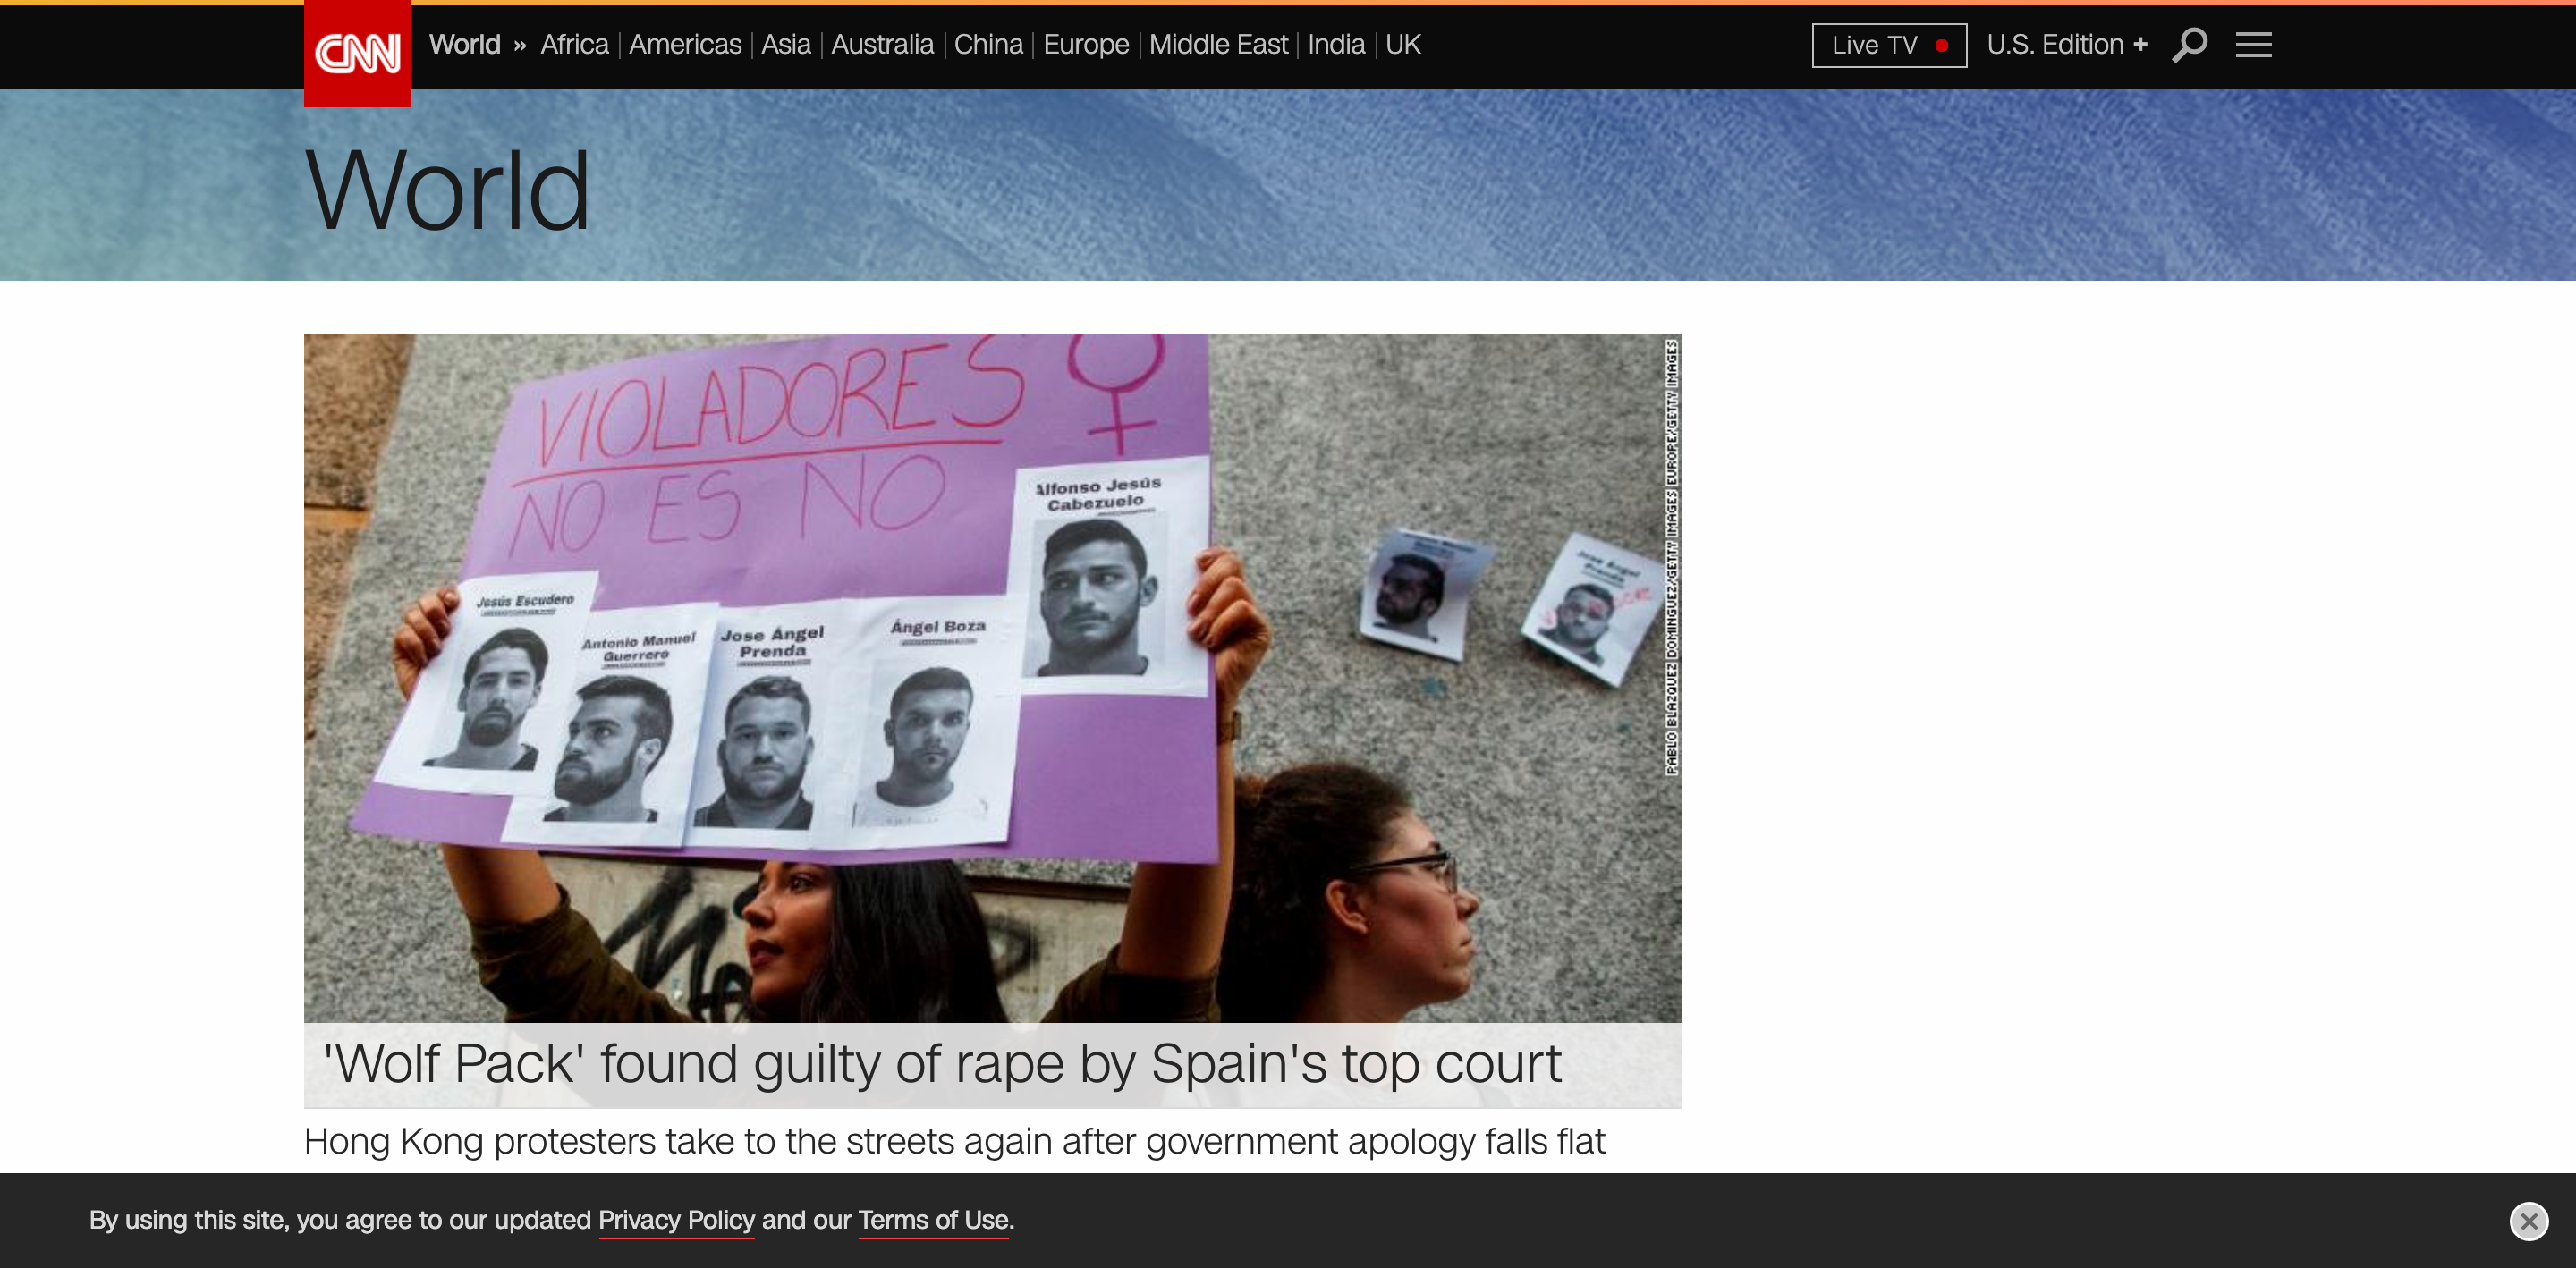 CNN
World » Africa Americas Asia Australia China Europe Middle East India UK
Live TV
U.S. Edition +
World
VIOLADORES
NO ES NO
Alfonso Jesús
Cabezuelo
Jesús Escudero
Antonio Manuel
Guerrero
Jose Ángel
Prenda
Ángel Boza
Jose Ángel
Prenda
PABLO BLAZQUEZ DOMINGUEZ/GETTY IMAGES EUROPE/GETTY IMAGES
'Wolf Pack' found guilty of rape by Spain's top court
Hong Kong protesters take to the streets again after government apology falls flat
By using this site, you agree to our updated Privacy Policy and our Terms of Use.